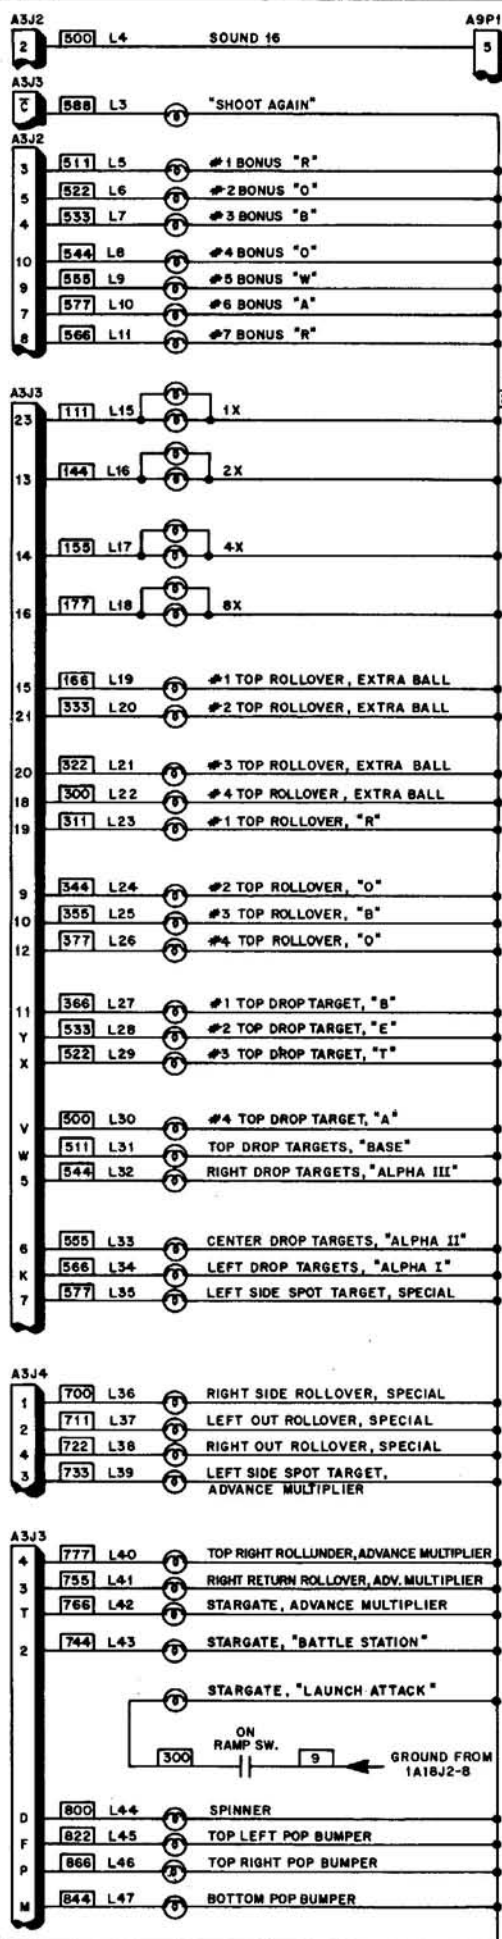 A3J2 A9P1
2 500 L4 SOUND 16 5
A3J3
C 588 L3 "SHOOT AGAIN"
A3J2
3 511 L5 #1 BONUS "R"
5 522 L6 #2 BONUS "O"
4 533 L7 #3 BONUS "B"
10 544 L8 #4 BONUS "O"
9 555 L9 #5 BONUS "W"
7 577 L10 #6 BONUS "A"
8 566 L11 #7 BONUS "R"
A3J3
23 111 L15 1X
13 144 L16 2X
14 155 L17 4X
16 177 L18 8X
15 166 L19 #1 TOP ROLLOVER, EXTRA BALL
21 333 L20 #2 TOP ROLLOVER, EXTRA BALL
20 322 L21 #3 TOP ROLLOVER, EXTRA BALL
18 300 L22 #4 TOP ROLLOVER, EXTRA BALL
19 311 L23 #1 TOP ROLLOVER, "R"
9 344 L24 #2 TOP ROLLOVER, "O"
10 355 L25 #3 TOP ROLLOVER, "B"
12 377 L26 #4 TOP ROLLOVER, "O"
11 366 L27 #1 TOP DROP TARGET, "B"
Y 533 L28 #2 TOP DROP TARGET, "E"
X 522 L29 #3 TOP DROP TARGET, "T"
V 500 L30 #4 TOP DROP TARGET, "A"
W 511 L31 TOP DROP TARGETS, "BASE"
5 544 L32 RIGHT DROP TARGETS, "ALPHA III"
6 555 L33 CENTER DROP TARGETS, "ALPHA II"
K 566 L34 LEFT DROP TARGETS, "ALPHA I"
7 577 L35 LEFT SIDE SPOT TARGET, SPECIAL
A3J4
1 700 L36 RIGHT SIDE ROLLOVER, SPECIAL
2 711 L37 LEFT OUT ROLLOVER, SPECIAL
4 722 L38 RIGHT OUT ROLLOVER, SPECIAL
3 733 L39 LEFT SIDE SPOT TARGET,
ADVANCE MULTIPLIER
A3J3
4 777 L40 TOP RIGHT ROLLUNDER, ADVANCE MULTIPLIER
3 755 L41 RIGHT RETURN ROLLOVER, ADV. MULTIPLIER
T 766 L42 STARGATE, ADVANCE MULTIPLIER
2 744 L43 STARGATE, "BATTLE STATION"
STARGATE, "LAUNCH ATTACK"
ON
RAMP SW.
300 9 GROUND FROM
1A18J2-8
D 800 L44 SPINNER
F 822 L45 TOP LEFT POP BUMPER
P 866 L46 TOP RIGHT POP BUMPER
M 844 L47 BOTTOM POP BUMPER